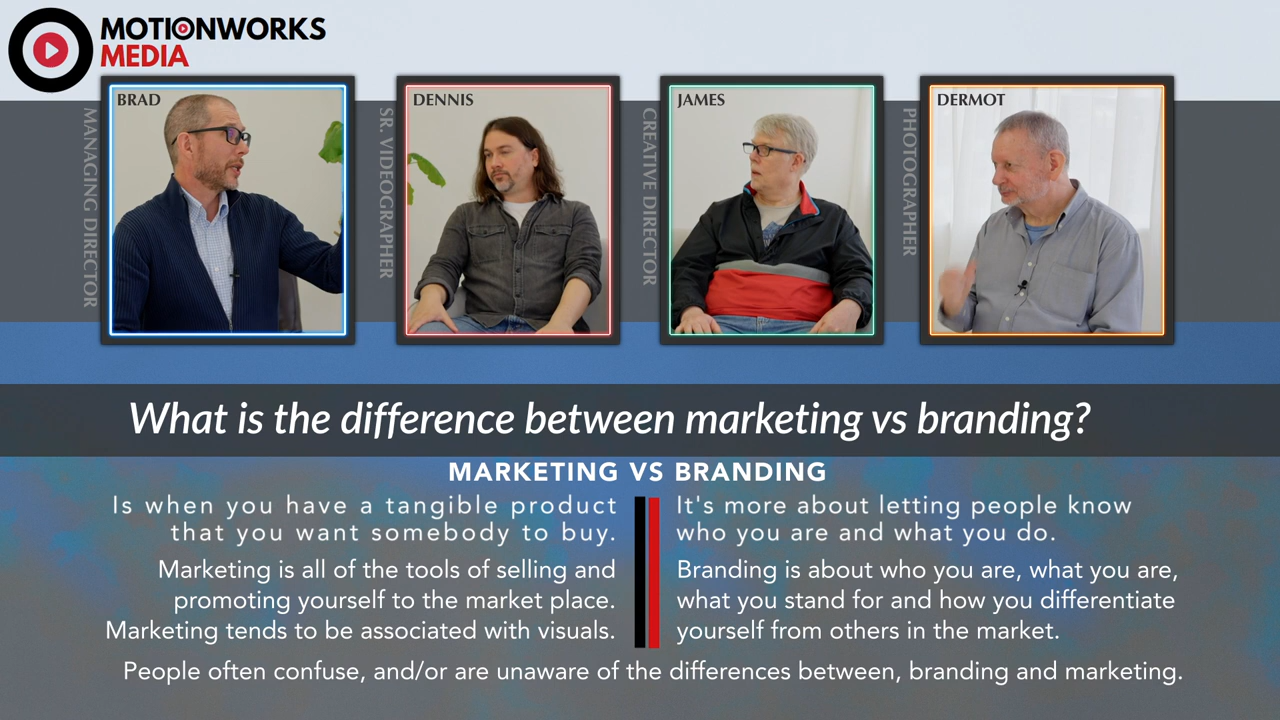 MOTIONWORKS
MEDIA
BRAD
MANAGING DIRECTOR
DENNIS
SR. VIDEOGRAPHER
JAMES
CREATIVE DIRECTOR
DERMOT
PHOTOGRAPHER
What is the difference between marketing vs branding?
MARKETING VS BRANDING
Is when you have a tangible product
that you want somebody to buy.
Marketing is all of the tools of selling and
promoting yourself to the market place.
Marketing tends to be associated with visuals.
It's more about letting people know
who you are and what you do.
Branding is about who you are, what you are,
what you stand for and how you differentiate
yourself from others in the market.
People often confuse, and/or are unaware of the differences between, branding and marketing.